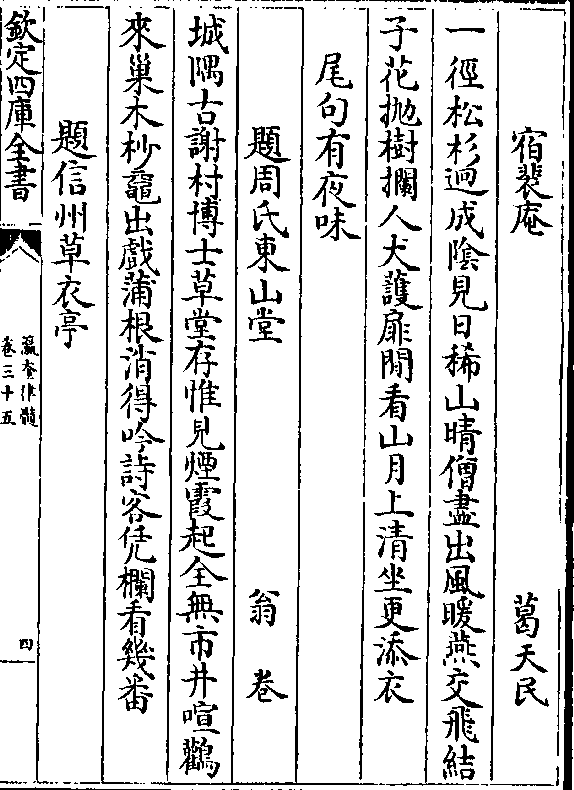 宿裴庵　葛天民
一徑松杉迥成陰見日稀山晴僧盡出風暖燕交飛結
子花抛樹攔人犬護扉閒看山月上清坐更添衣
尾句有夜味
題周氏東山堂　翁卷
城隅古謝村博士草堂存惟見煙霞起全無市井喧鸛
來巢木杪龜出戲蒲根消得吟詩客凭欄看幾番
題信州草衣亭
欽定四庫全書
瀛奎律髓
卷三十五
四